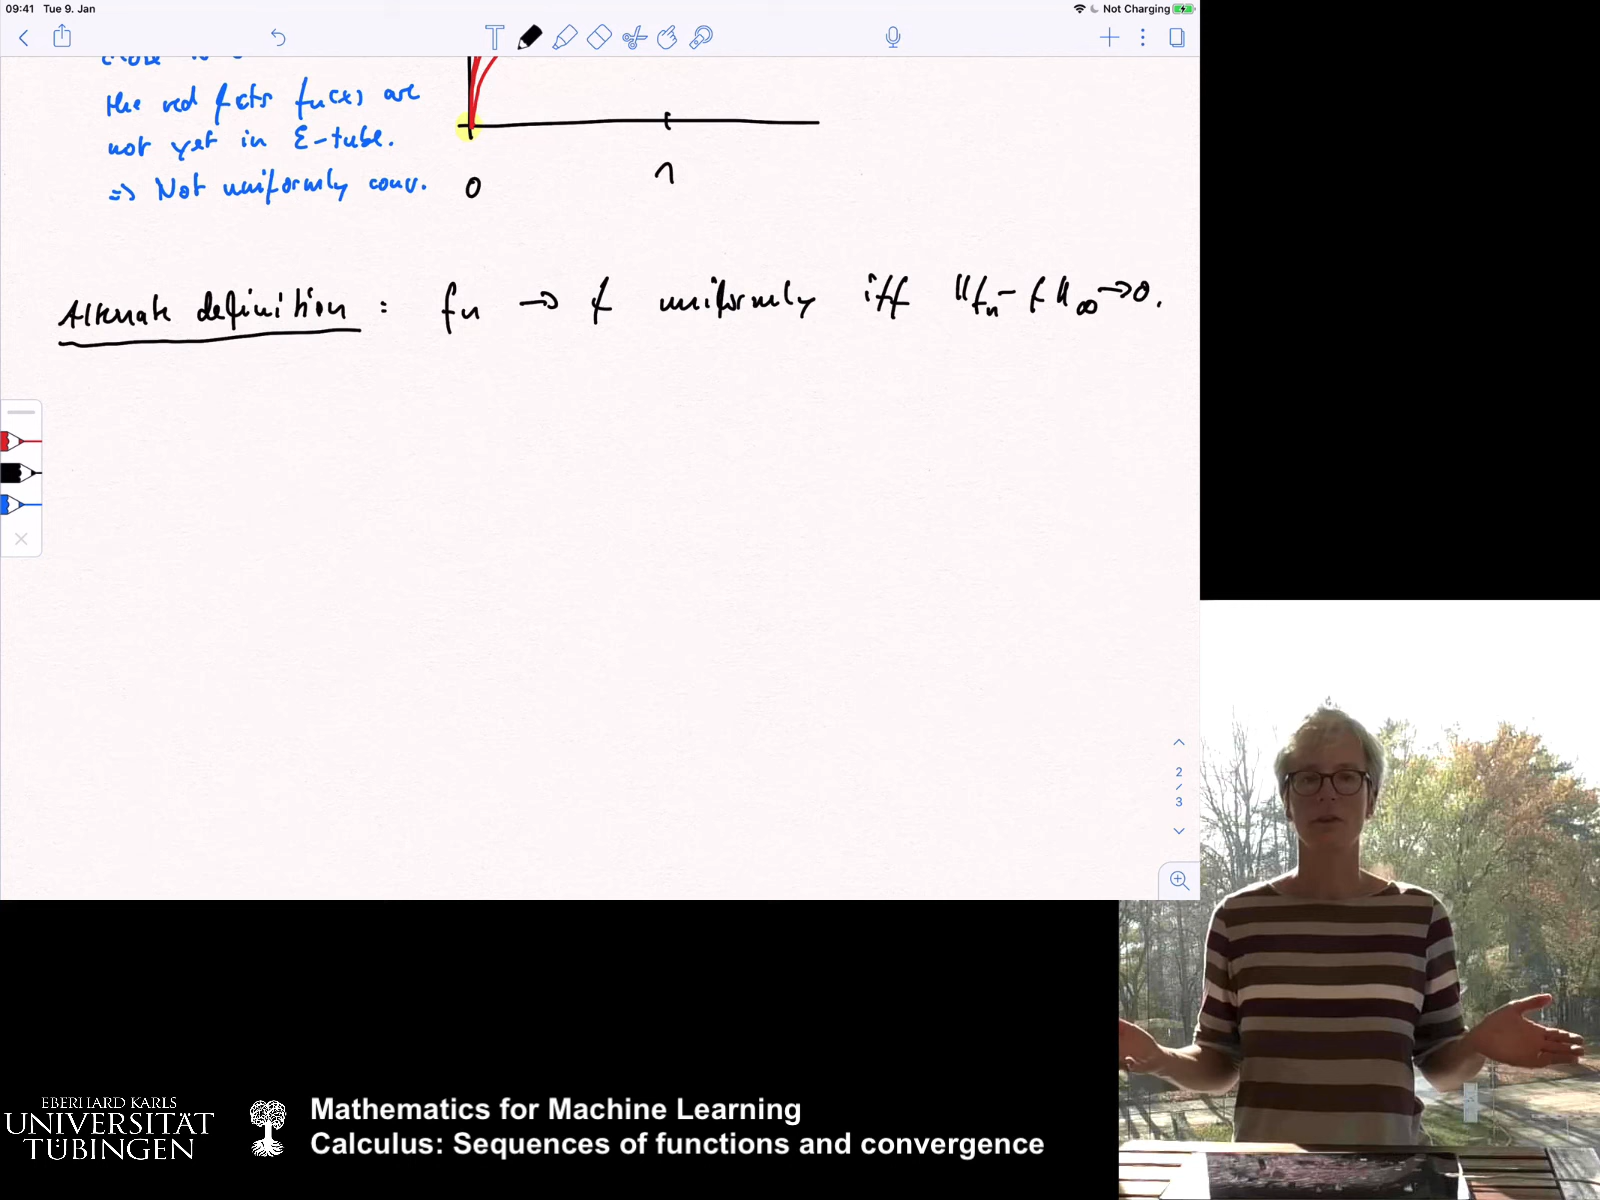 09:41 Tue 9. Jan
Not Charging
T
the red fcts fn(x) are
not yet in ε-tube.
=> Not uniformly conv.
0
1
Alternate definition : fn → f uniformly iff ||fn - f||∞ → 0.
2
/
3
EBERHARD KARLS
UNIVERSITÄT
TÜBINGEN
Mathematics for Machine Learning
Calculus: Sequences of functions and convergence